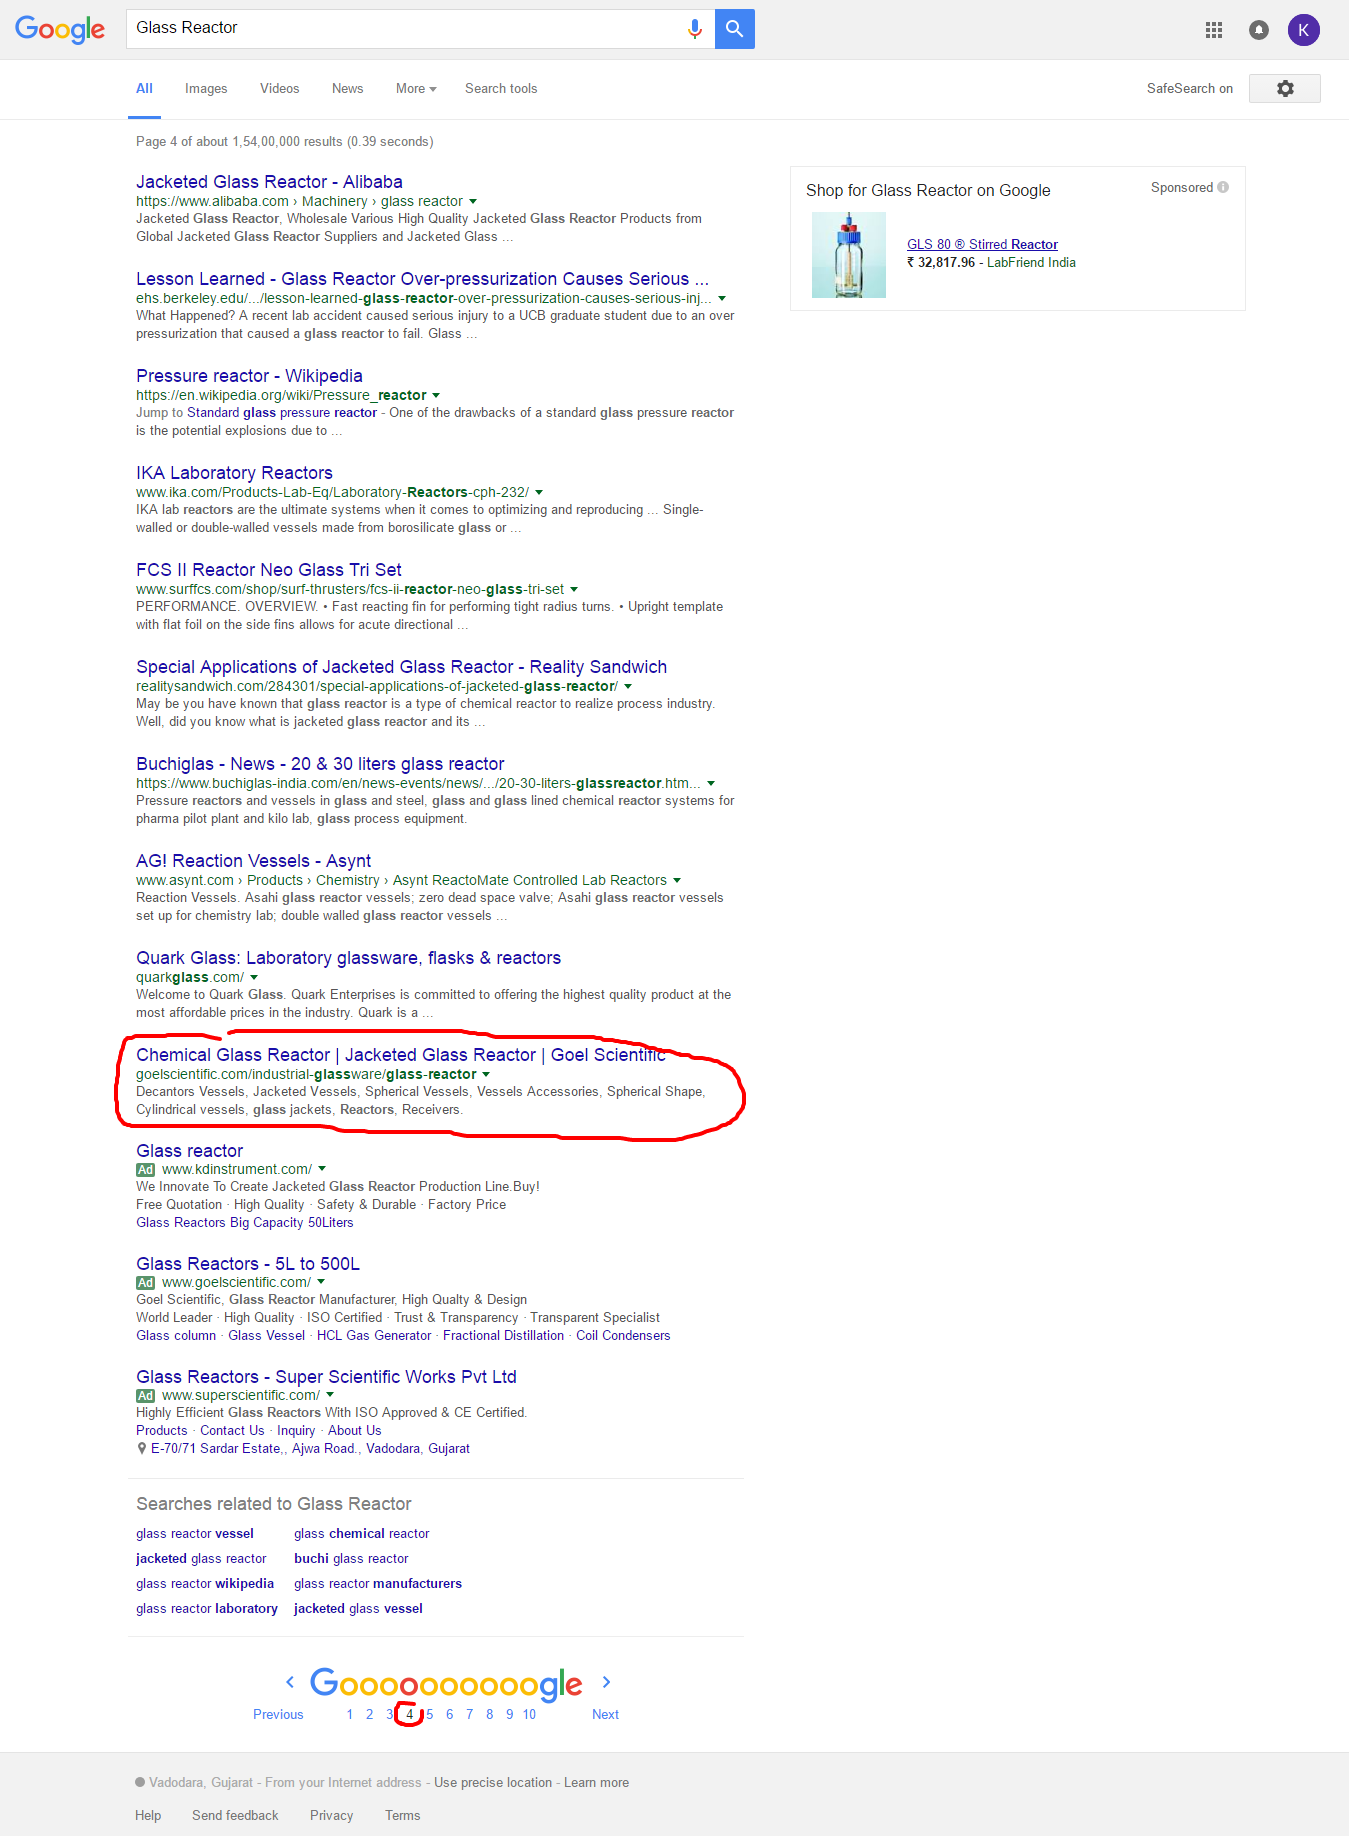 Google
Glass Reactor
K
All Images Videos News More Search tools
SafeSearch on
Page 4 of about 1,54,00,000 results (0.39 seconds)
Jacketed Glass Reactor - Alibaba
https://www.alibaba.com › Machinery › glass reactor
Jacketed Glass Reactor, Wholesale Various High Quality Jacketed Glass Reactor Products from
Global Jacketed Glass Reactor Suppliers and Jacketed Glass ...
Lesson Learned - Glass Reactor Over-pressurization Causes Serious ...
ehs.berkeley.edu/.../lesson-learned-glass-reactor-over-pressurization-causes-serious-inj...
What Happened? A recent lab accident caused serious injury to a UCB graduate student due to an over
pressurization that caused a glass reactor to fail. Glass ...
Pressure reactor - Wikipedia
https://en.wikipedia.org/wiki/Pressure_reactor
Jump to Standard glass pressure reactor - One of the drawbacks of a standard glass pressure reactor
is the potential explosions due to ...
IKA Laboratory Reactors
www.ika.com/Products-Lab-Eq/Laboratory-Reactors-cph-232/
IKA lab reactors are the ultimate systems when it comes to optimizing and reproducing ... Single-
walled or double-walled vessels made from borosilicate glass or ...
FCS II Reactor Neo Glass Tri Set
www.surffcs.com/shop/surf-thrusters/fcs-ii-reactor-neo-glass-tri-set
PERFORMANCE. OVERVIEW. • Fast reacting fin for performing tight radius turns. • Upright template
with flat foil on the side fins allows for acute directional ...
Special Applications of Jacketed Glass Reactor - Reality Sandwich
realitysandwich.com/284301/special-applications-of-jacketed-glass-reactor/
May be you have known that glass reactor is a type of chemical reactor to realize process industry.
Well, did you know what is jacketed glass reactor and its ...
Buchiglas - News - 20 & 30 liters glass reactor
https://www.buchiglas-india.com/en/news-events/news/.../20-30-liters-glassreactor.htm...
Pressure reactors and vessels in glass and steel, glass and glass lined chemical reactor systems for
pharma pilot plant and kilo lab, glass process equipment.
AG! Reaction Vessels - Asynt
www.asynt.com › Products › Chemistry › Asynt ReactoMate Controlled Lab Reactors
Reaction Vessels. Asahi glass reactor vessels; zero dead space valve; Asahi glass reactor vessels
set up for chemistry lab; double walled glass reactor vessels ...
Quark Glass: Laboratory glassware, flasks & reactors
quarkglass.com/
Welcome to Quark Glass. Quark Enterprises is committed to offering the highest quality product at the
most affordable prices in the industry. Quark is a ...
Chemical Glass Reactor | Jacketed Glass Reactor | Goel Scientific
goelscientific.com/industrial-glassware/glass-reactor
Decantors Vessels, Jacketed Vessels, Spherical Vessels, Vessels Accessories, Spherical Shape,
Cylindrical vessels, glass jackets, Reactors, Receivers.
Glass reactor
Ad www.kdinstrument.com/
We Innovate To Create Jacketed Glass Reactor Production Line.Buy!
Free Quotation · High Quality · Safety & Durable · Factory Price
Glass Reactors Big Capacity 50Liters
Glass Reactors - 5L to 500L
Ad www.goelscientific.com/
Goel Scientific, Glass Reactor Manufacturer, High Qualty & Design
World Leader · High Quality · ISO Certified · Trust & Transparency · Transparent Specialist
Glass column · Glass Vessel · HCL Gas Generator · Fractional Distillation · Coil Condensers
Glass Reactors - Super Scientific Works Pvt Ltd
Ad www.superscientific.com/
Highly Efficient Glass Reactors With ISO Approved & CE Certified.
Products · Contact Us · Inquiry · About Us
E-70/71 Sardar Estate,, Ajwa Road., Vadodara, Gujarat
Shop for Glass Reactor on Google
Sponsored
GLS 80 ® Stirred Reactor
₹ 32,817.96 - LabFriend India
Searches related to Glass Reactor
glass reactor vessel glass chemical reactor
jacketed glass reactor buchi glass reactor
glass reactor wikipedia glass reactor manufacturers
glass reactor laboratory jacketed glass vessel
Goooooooooogle
Previous 1 2 3 4 5 6 7 8 9 10 Next
Vadodara, Gujarat - From your Internet address - Use precise location - Learn more
Help Send feedback Privacy Terms